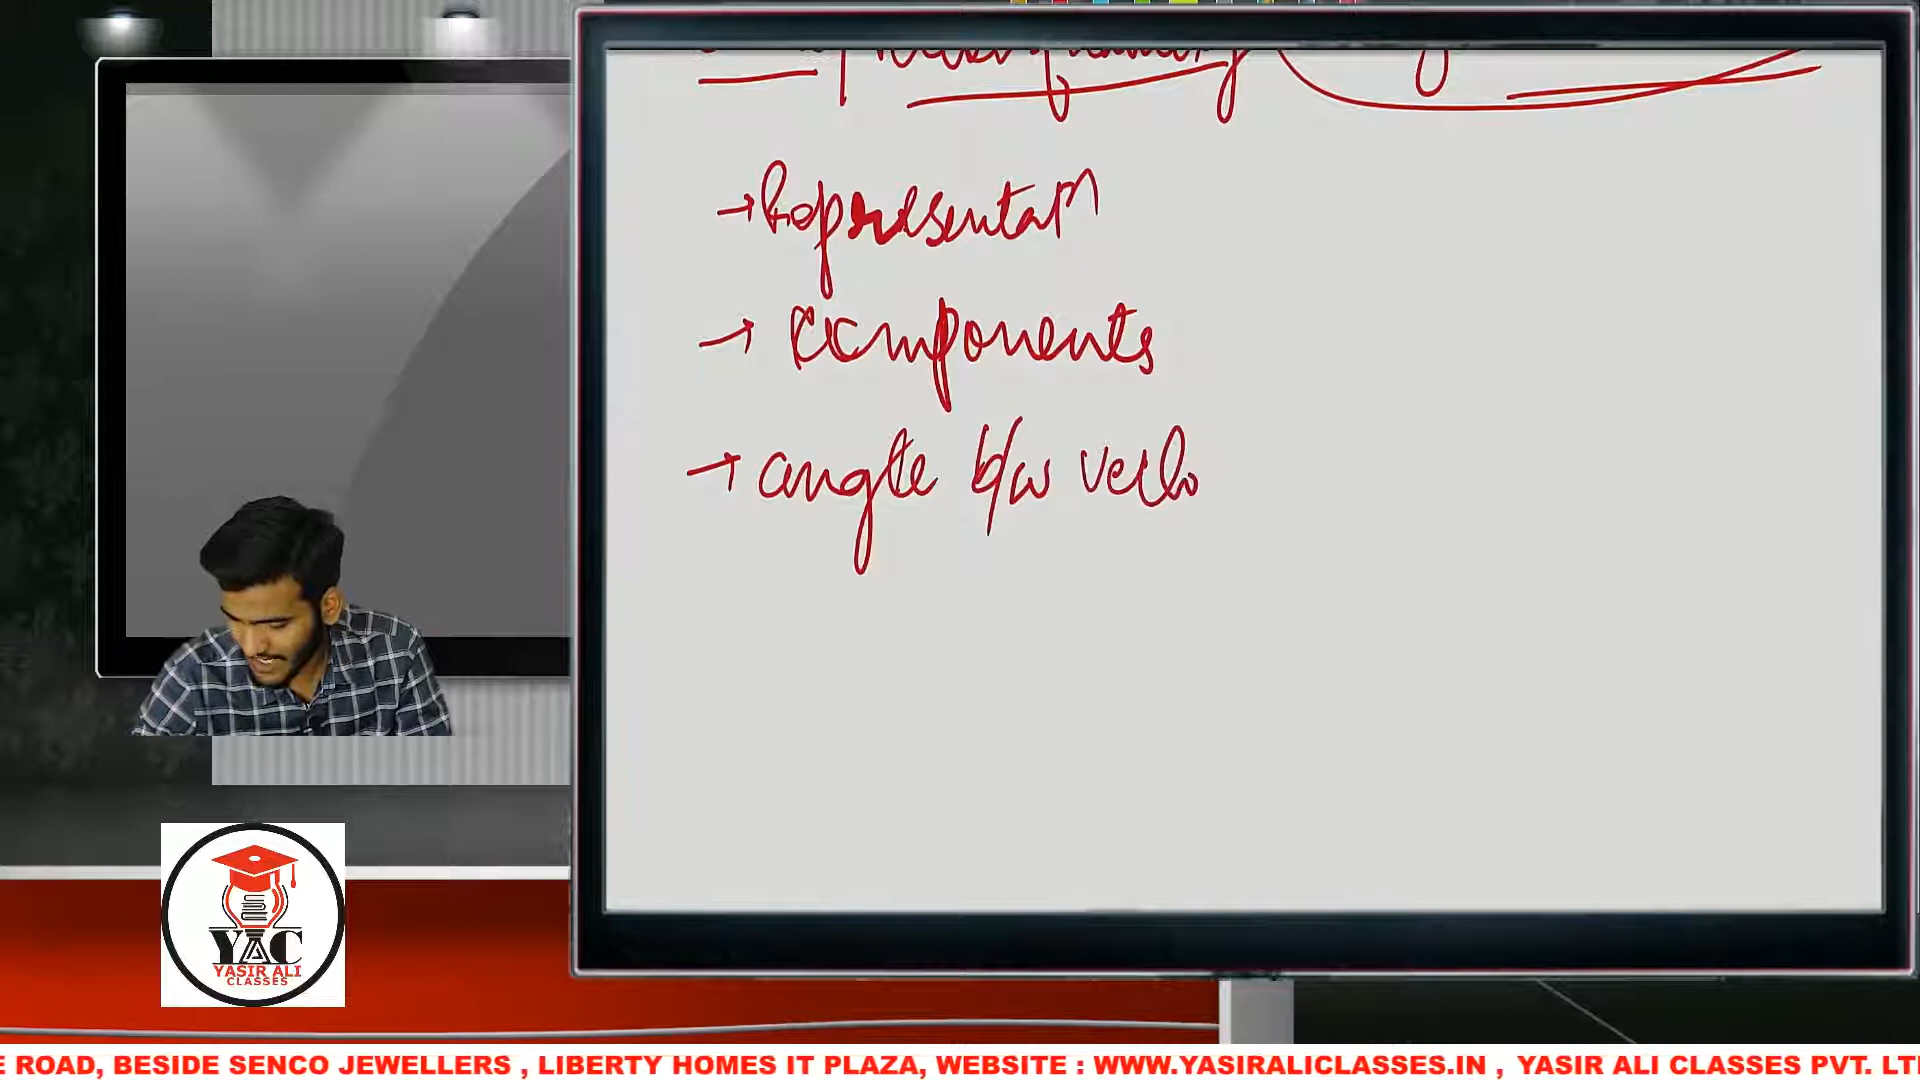 → Representatn
→ components
→ angle b/w vecto
YAC
YASIR ALI
CLASSES
E ROAD, BESIDE SENCO JEWELLERS , LIBERTY HOMES IT PLAZA, WEBSITE : WWW.YASIRALICLASSES.IN , YASIR ALI CLASSES PVT. LT